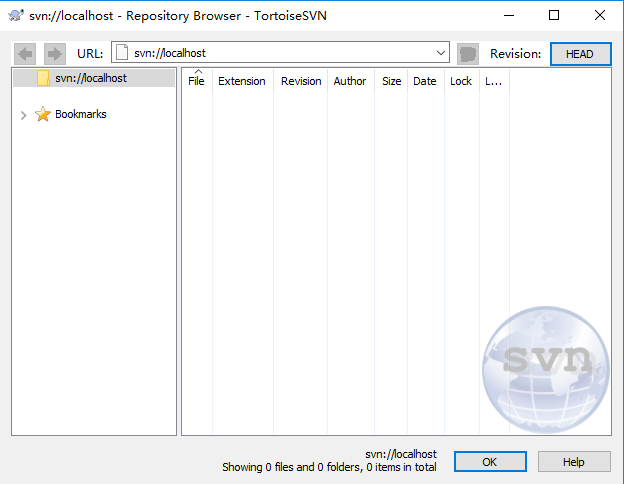 svn://localhost - Repository Browser - TortoiseSVN
URL: svn://localhost Revision: HEAD
svn://localhost
File Extension Revision Author Size Date Lock L...
Bookmarks
svn
svn://localhost
Showing 0 files and 0 folders, 0 items in total
OK Help